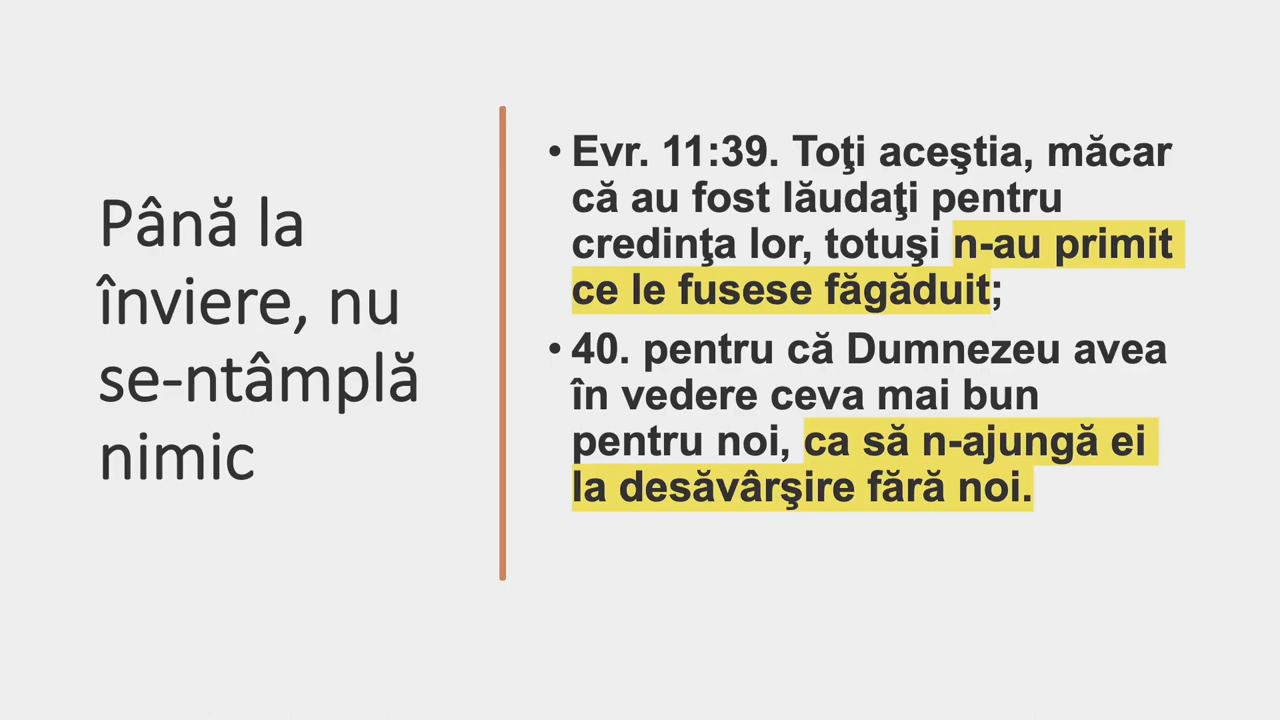 Până la
înviere, nu
se-ntâmplă
nimic
• Evr. 11:39. Toţi aceştia, măcar
că au fost lăudaţi pentru
credinţa lor, totuşi n-au primit
ce le fusese făgăduit;
• 40. pentru că Dumnezeu avea
în vedere ceva mai bun
pentru noi, ca să n-ajungă ei
la desăvârşire fără noi.